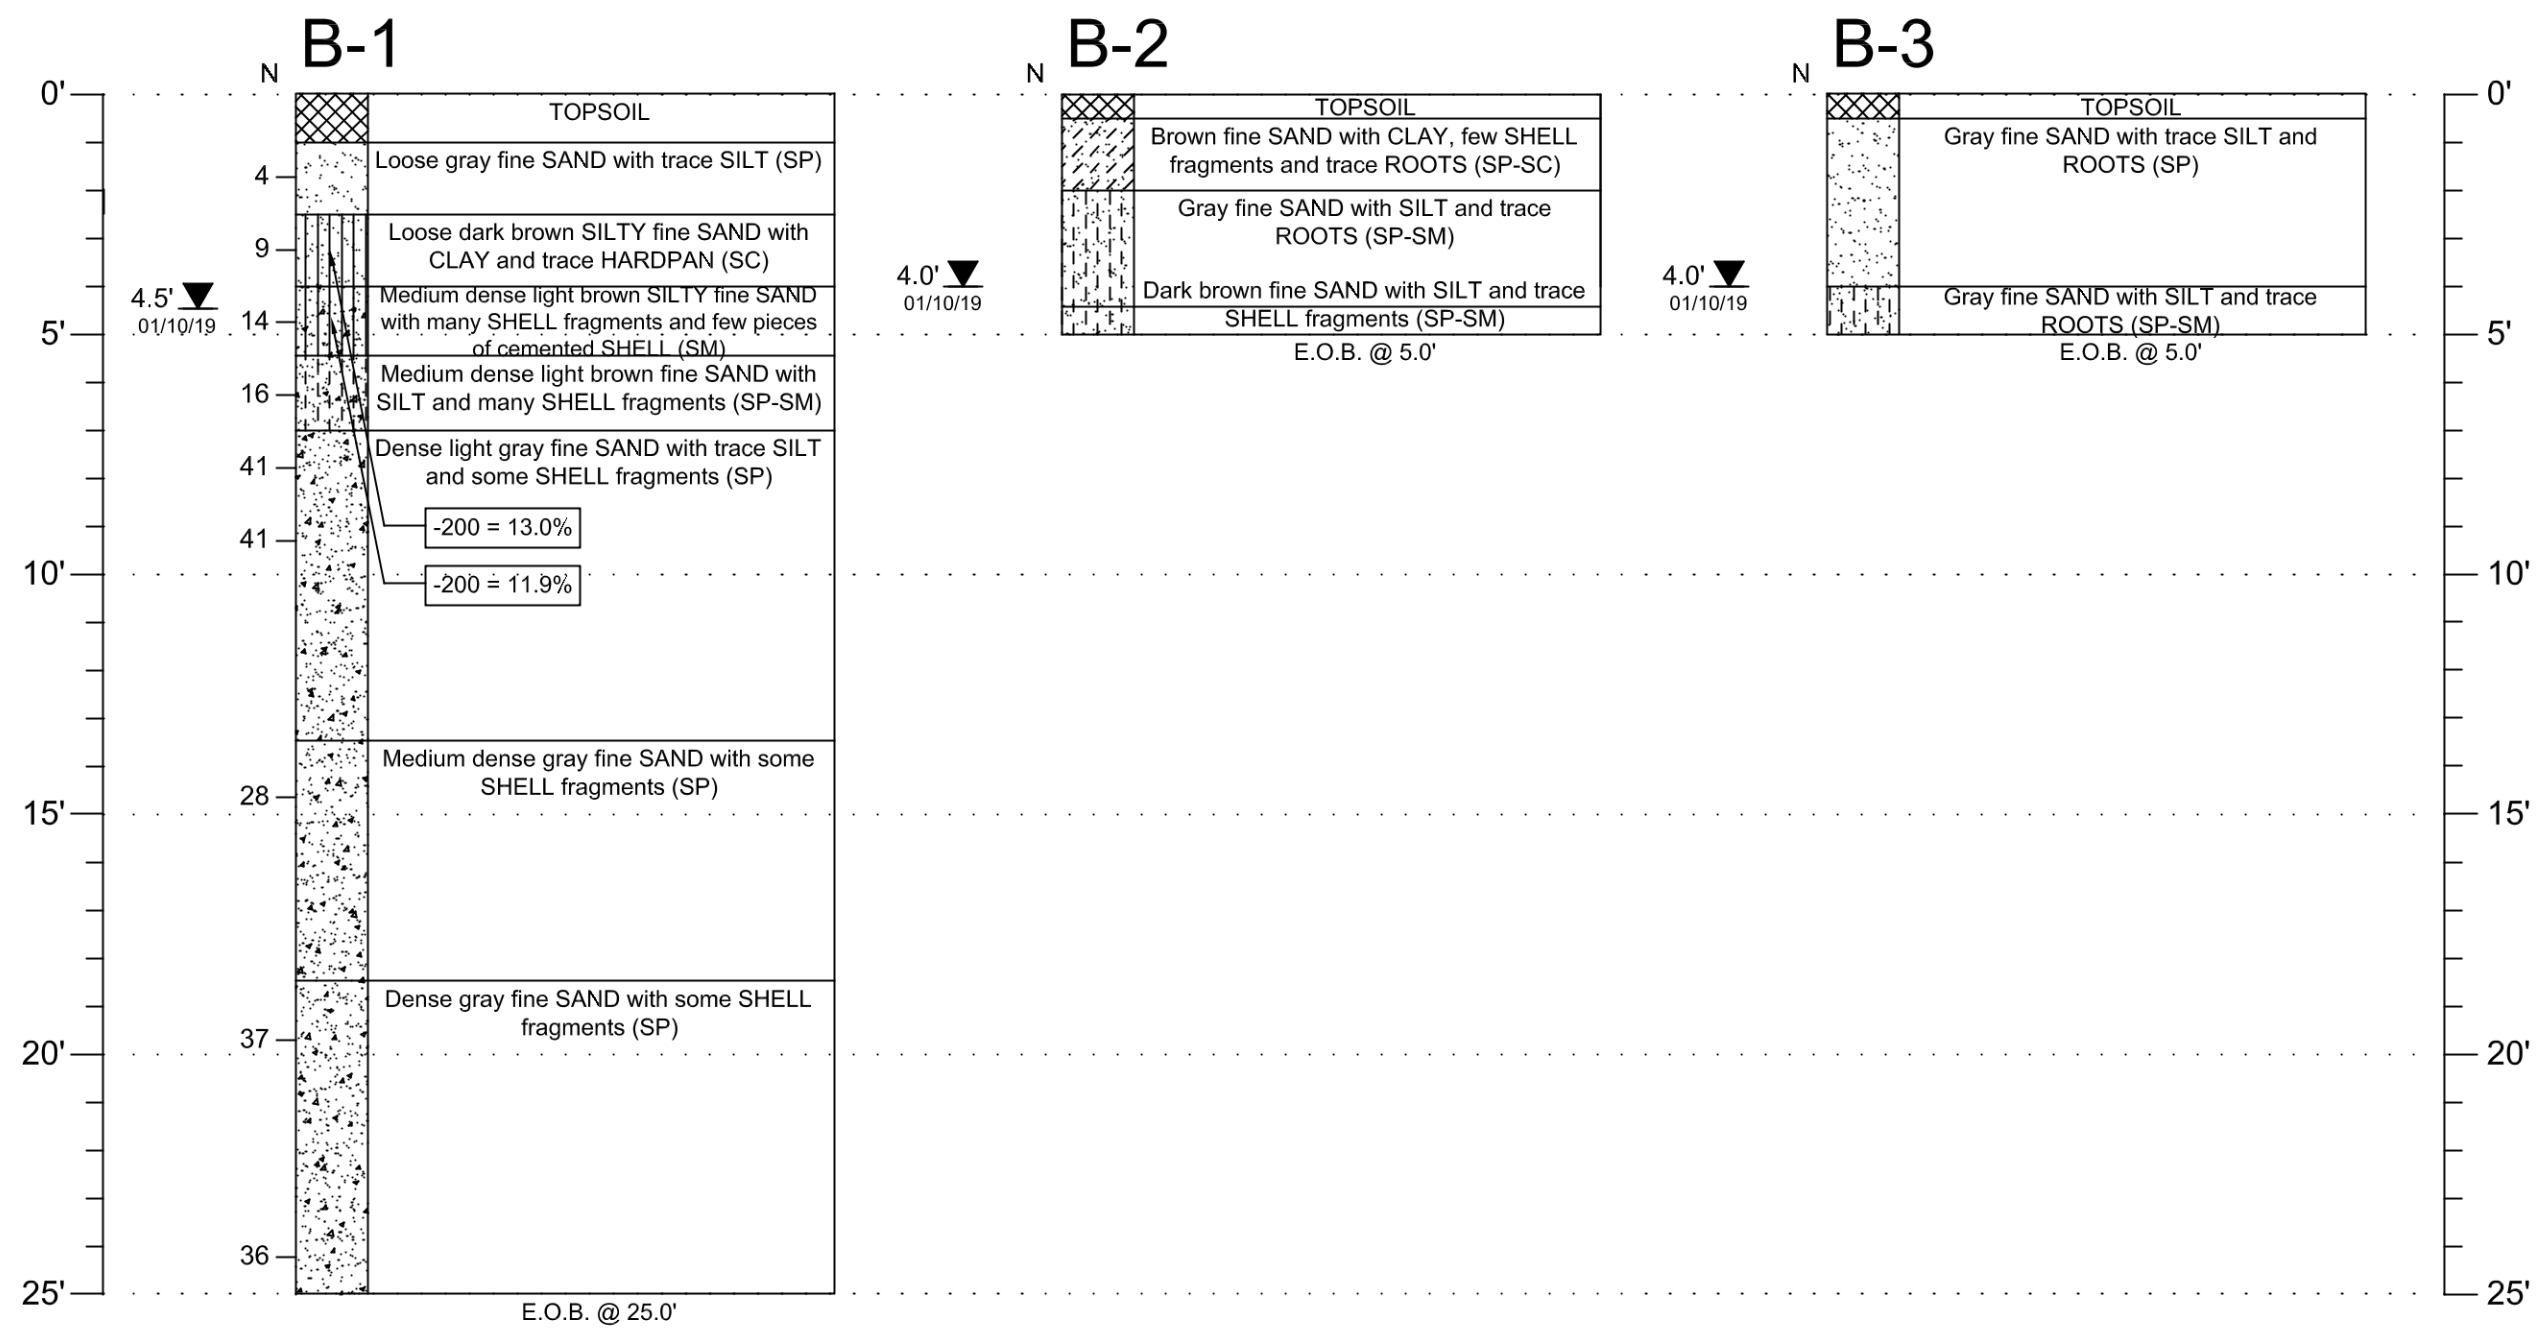 B-1
N
0'
5'
10'
15'
20'
25'
4.5'
01/10/19
4
9
14
16
41
41
28
37
36
TOPSOIL
Loose gray fine SAND with trace SILT (SP)
Loose dark brown SILTY fine SAND with
CLAY and trace HARDPAN (SC)
Medium dense light brown SILTY fine SAND
with many SHELL fragments and few pieces
of cemented SHELL (SM)
Medium dense light brown fine SAND with
SILT and many SHELL fragments (SP-SM)
Dense light gray fine SAND with trace SILT
and some SHELL fragments (SP)
-200 = 13.0%
-200 = 11.9%
Medium dense gray fine SAND with some
SHELL fragments (SP)
Dense gray fine SAND with some SHELL
fragments (SP)
E.O.B. @ 25.0'
B-2
N
4.0'
01/10/19
TOPSOIL
Brown fine SAND with CLAY, few SHELL
fragments and trace ROOTS (SP-SC)
Gray fine SAND with SILT and trace
ROOTS (SP-SM)
Dark brown fine SAND with SILT and trace
SHELL fragments (SP-SM)
E.O.B. @ 5.0'
B-3
N
4.0'
01/10/19
TOPSOIL
Gray fine SAND with trace SILT and
ROOTS (SP)
Gray fine SAND with SILT and trace
ROOTS (SP-SM)
E.O.B. @ 5.0'
0'
5'
10'
15'
20'
25'